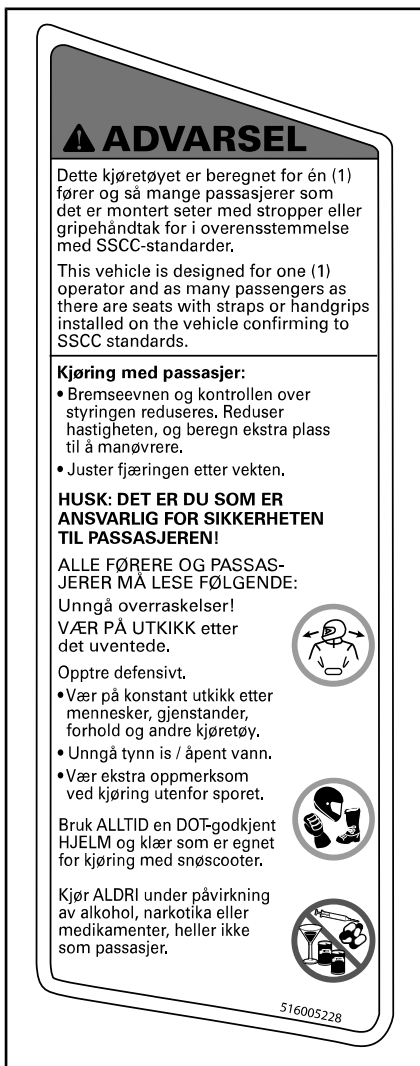 ADVARSEL
Dette kjøretøyet er beregnet for én (1)
fører og så mange passasjerer som
det er montert seter med stropper eller
gripehåndtak for i overensstemmelse
med SSCC-standarder.
This vehicle is designed for one (1)
operator and as many passengers as
there are seats with straps or handgrips
installed on the vehicle confirming to
SSCC standards.
Kjøring med passasjer:
• Bremseevnen og kontrollen over
styringen reduseres. Reduser
hastigheten, og beregn ekstra plass
til å manøvrere.
• Juster fjæringen etter vekten.
HUSK: DET ER DU SOM ER
ANSVARLIG FOR SIKKERHETEN
TIL PASSASJEREN!
ALLE FØRERE OG PASSAS-
JERER MÅ LESE FØLGENDE:
Unngå overraskelser!
VÆR PÅ UTKIKK etter
det uventede.
Opptre defensivt.
• Vær på konstant utkikk etter
mennesker, gjenstander,
forhold og andre kjøretøy.
• Unngå tynn is / åpent vann.
• Vær ekstra oppmerksom
ved kjøring utenfor sporet.
Bruk ALLTID en DOT-godkjent
HJELM og klær som er egnet
for kjøring med snøscooter.
Kjør ALDRI under påvirkning
av alkohol, narkotika eller
medikamenter, heller ikke
som passasjer.
516005228